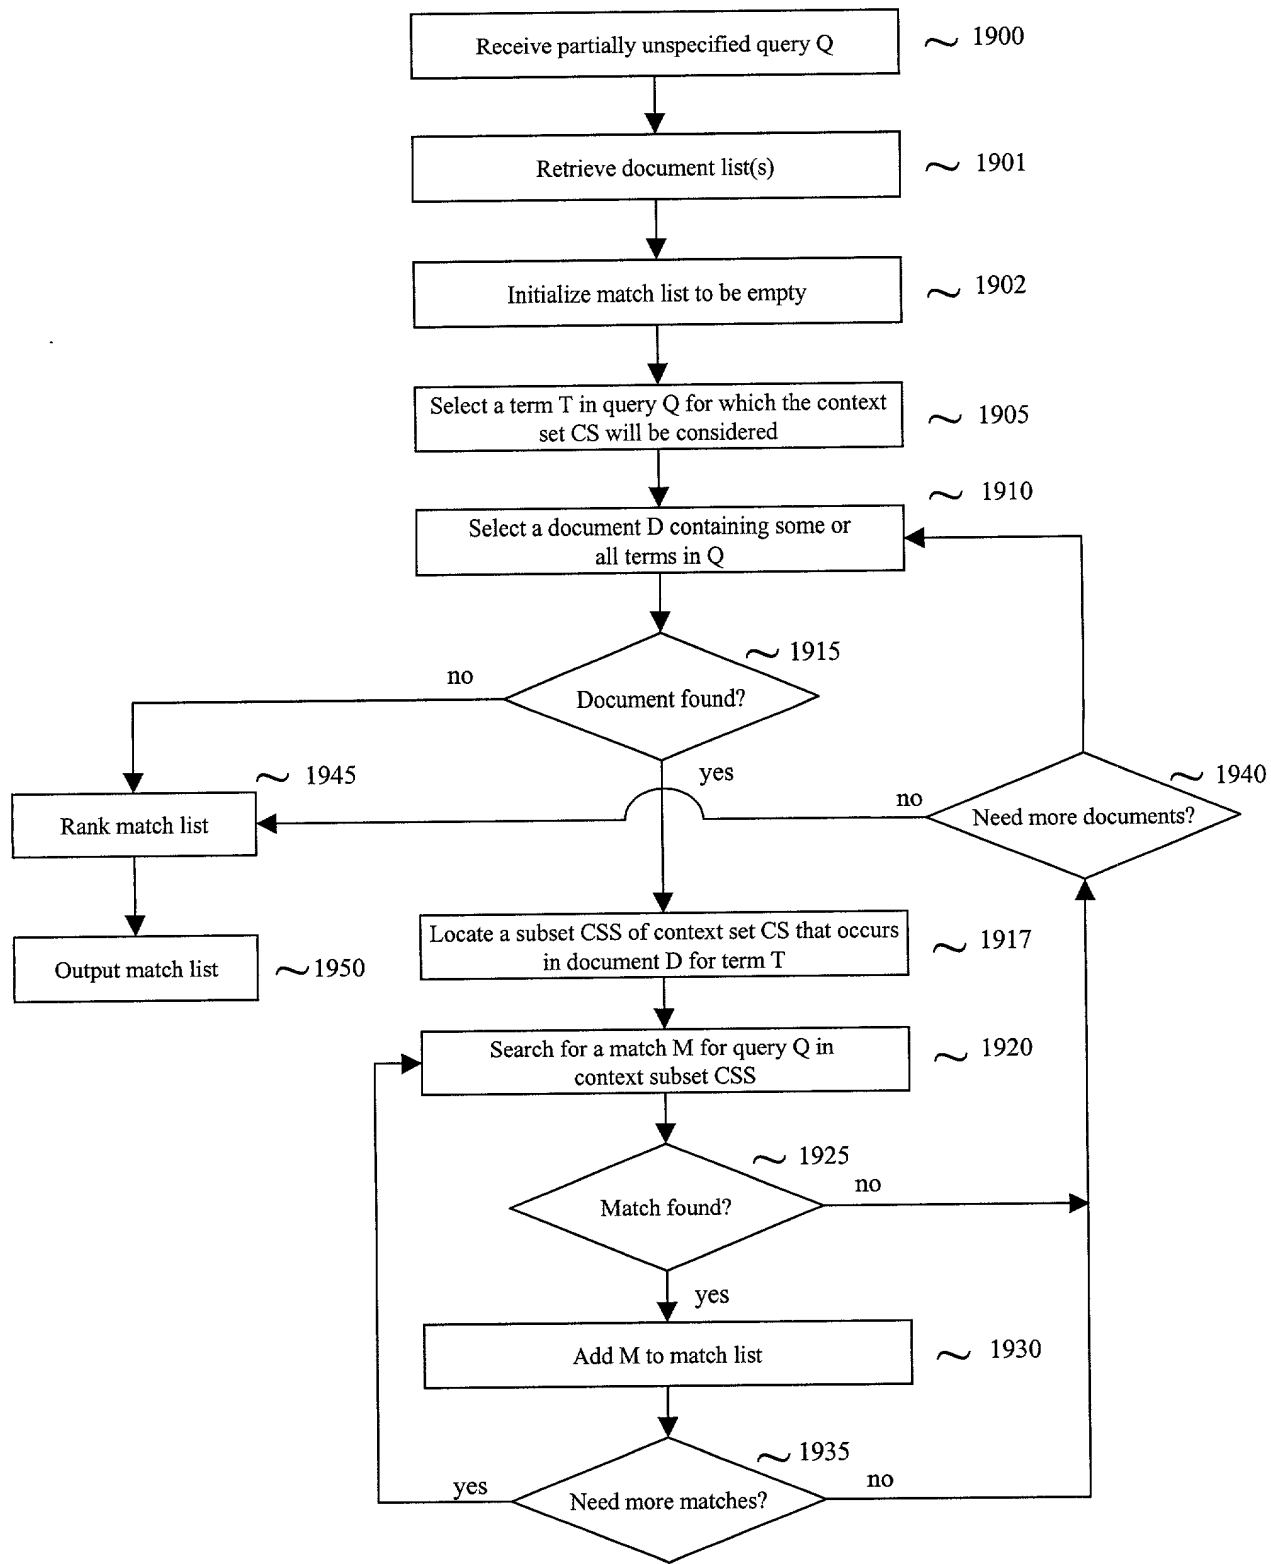 Receive partially unspecified query Q
1900
Retrieve document list(s)
1901
Initialize match list to be empty
1902
Select a term T in query Q for which the context
set CS will be considered
1905
1910
Select a document D containing some or
all terms in Q
1915
Document found?
no
yes
1945
Rank match list
1940
Need more documents?
no
Output match list
1950
Locate a subset CSS of context set CS that occurs
in document D for term T
1917
Search for a match M for query Q in
context subset CSS
1920
1925
Match found?
no
yes
Add M to match list
1930
1935
Need more matches?
yes
no